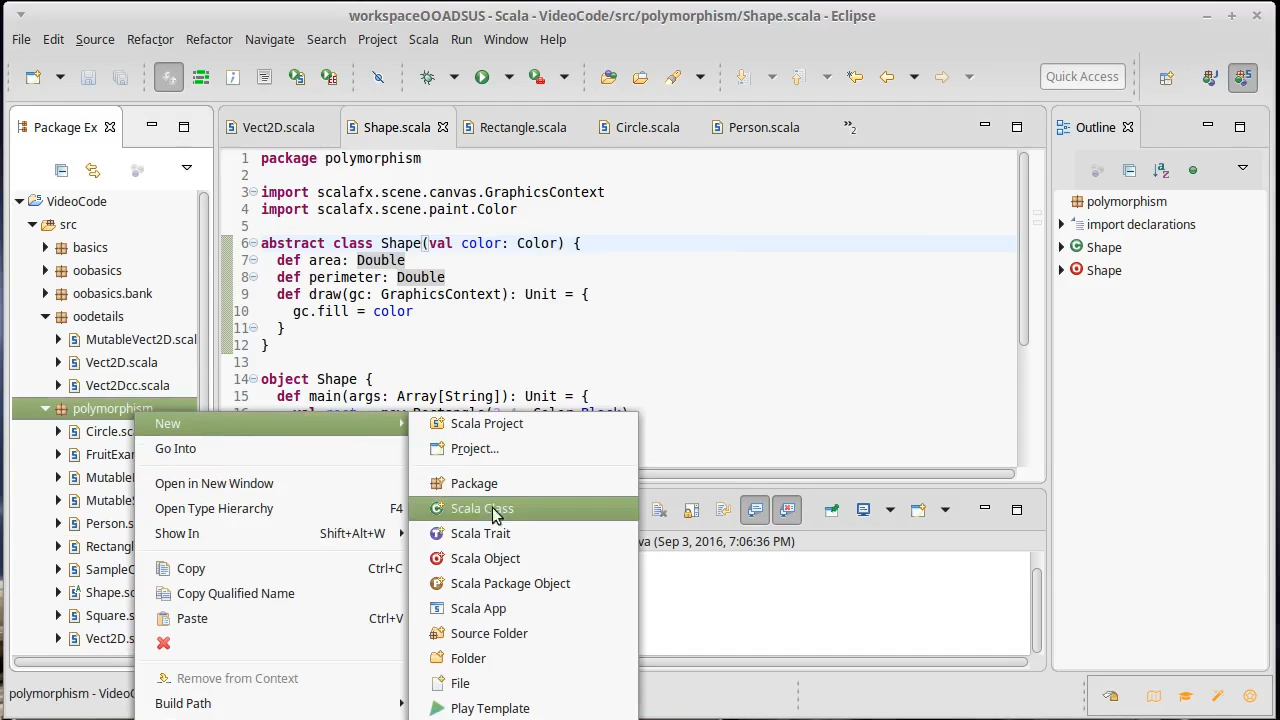 workspaceOOADSUS - Scala - VideoCode/src/polymorphism/Shape.scala - Eclipse
File Edit Source Refactor Refactor Navigate Search Project Scala Run Window Help
Quick Access
Package Ex
Vect2D.scala
Shape.scala
Rectangle.scala
Circle.scala
Person.scala
»2
Outline
VideoCode
src
basics
oobasics
oobasics.bank
oodetails
MutableVect2D.scal
Vect2D.scala
Vect2Dcc.scala
polymorphism
Circle.sc
FruitExa
Mutable
Mutable
Person.s
Rectang
SampleC
Shape.sc
Square.s
Vect2D.s
1 package polymorphism
2
3 import scalafx.scene.canvas.GraphicsContext
4 import scalafx.scene.paint.Color
5
6 abstract class Shape(val color: Color) {
7 def area: Double
8 def perimeter: Double
9 def draw(gc: GraphicsContext): Unit = {
10 gc.fill = color
11 }
12 }
13
14 object Shape {
15 def main(args: Array[String]): Unit = {
polymorphism
import declarations
Shape
Shape
New
Go Into
Open in New Window
Open Type Hierarchy F4
Show In Shift+Alt+W
Copy Ctrl+C
Copy Qualified Name
Paste Ctrl+V
Remove from Context
Build Path
Scala Project
Project...
Package
Scala Class
Scala Trait
Scala Object
Scala Package Object
Scala App
Source Folder
Folder
File
Play Template
va (Sep 3, 2016, 7:06:36 PM)
polymorphism - VideoC